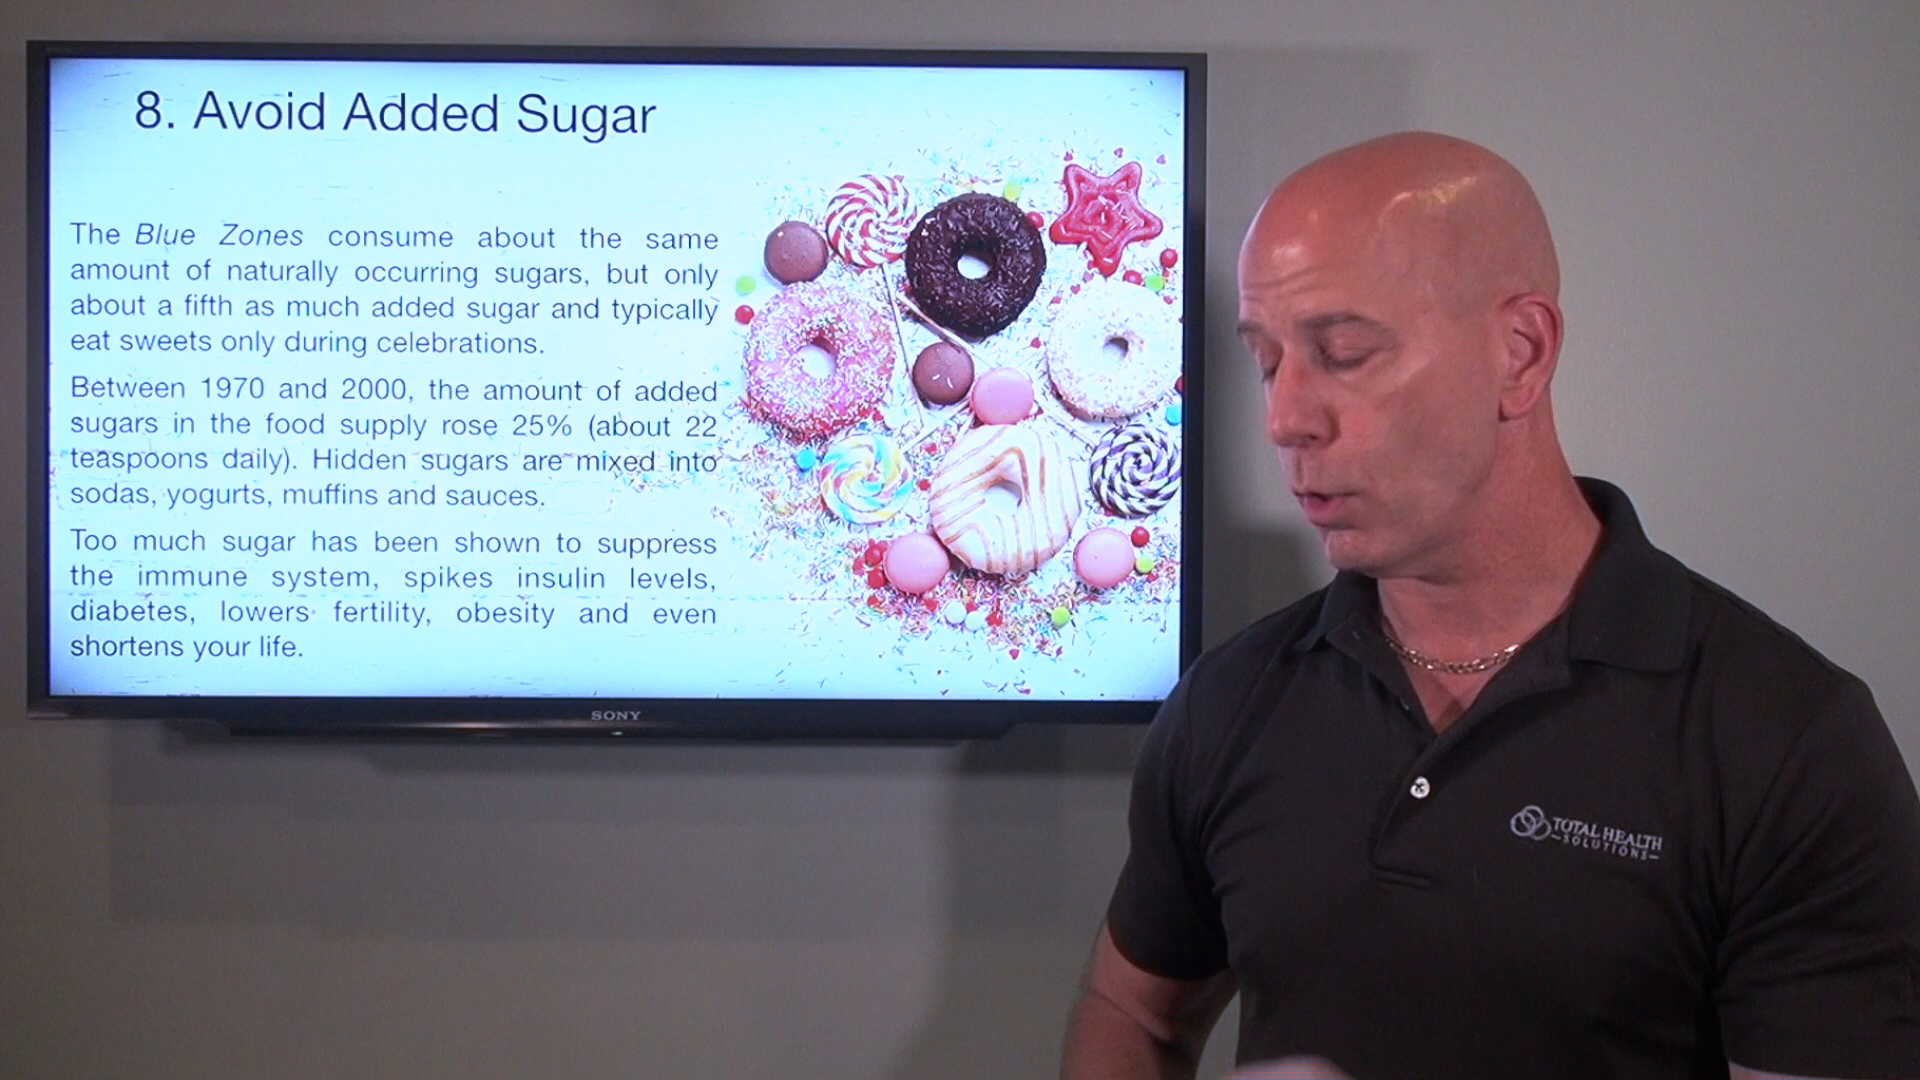 8. Avoid Added Sugar
The Blue Zones consume about the same
amount of naturally occurring sugars, but only
about a fifth as much added sugar and typically
eat sweets only during celebrations.
Between 1970 and 2000, the amount of added
sugars in the food supply rose 25% (about 22
teaspoons daily). Hidden sugars are mixed into
sodas, yogurts, muffins and sauces.
Too much sugar has been shown to suppress
the immune system, spikes insulin levels,
diabetes, lowers fertility, obesity and even
shortens your life.
SONY
TOTAL HEALTH
SOLUTIONS